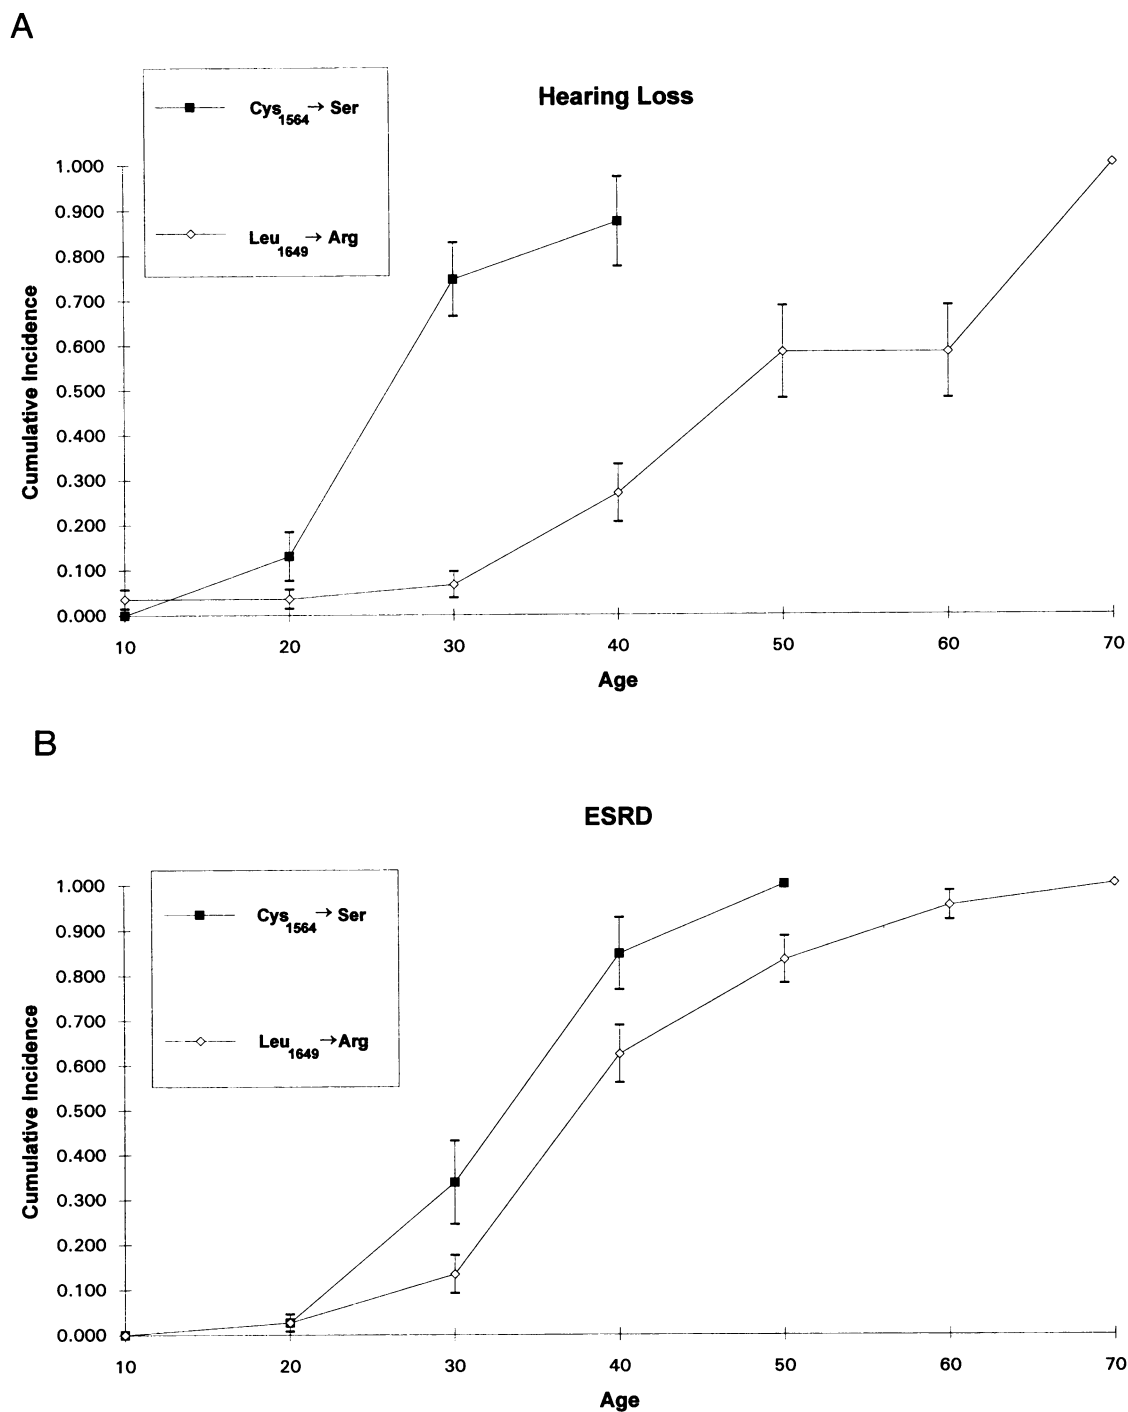 A
Hearing Loss
Cys1564→ Ser
Leu1649→ Arg
1.000
0.900
0.800
0.700
0.600
0.500
0.400
0.300
0.200
0.100
0.000
Cumulative Incidence
10 20 30 40 50 60 70
Age
B
ESRD
Cys1564→ Ser
Leu1649→Arg
1.000
0.900
0.800
0.700
0.600
0.500
0.400
0.300
0.200
0.100
0.000
Cumulative Incidence
10 20 30 40 50 60 70
Age